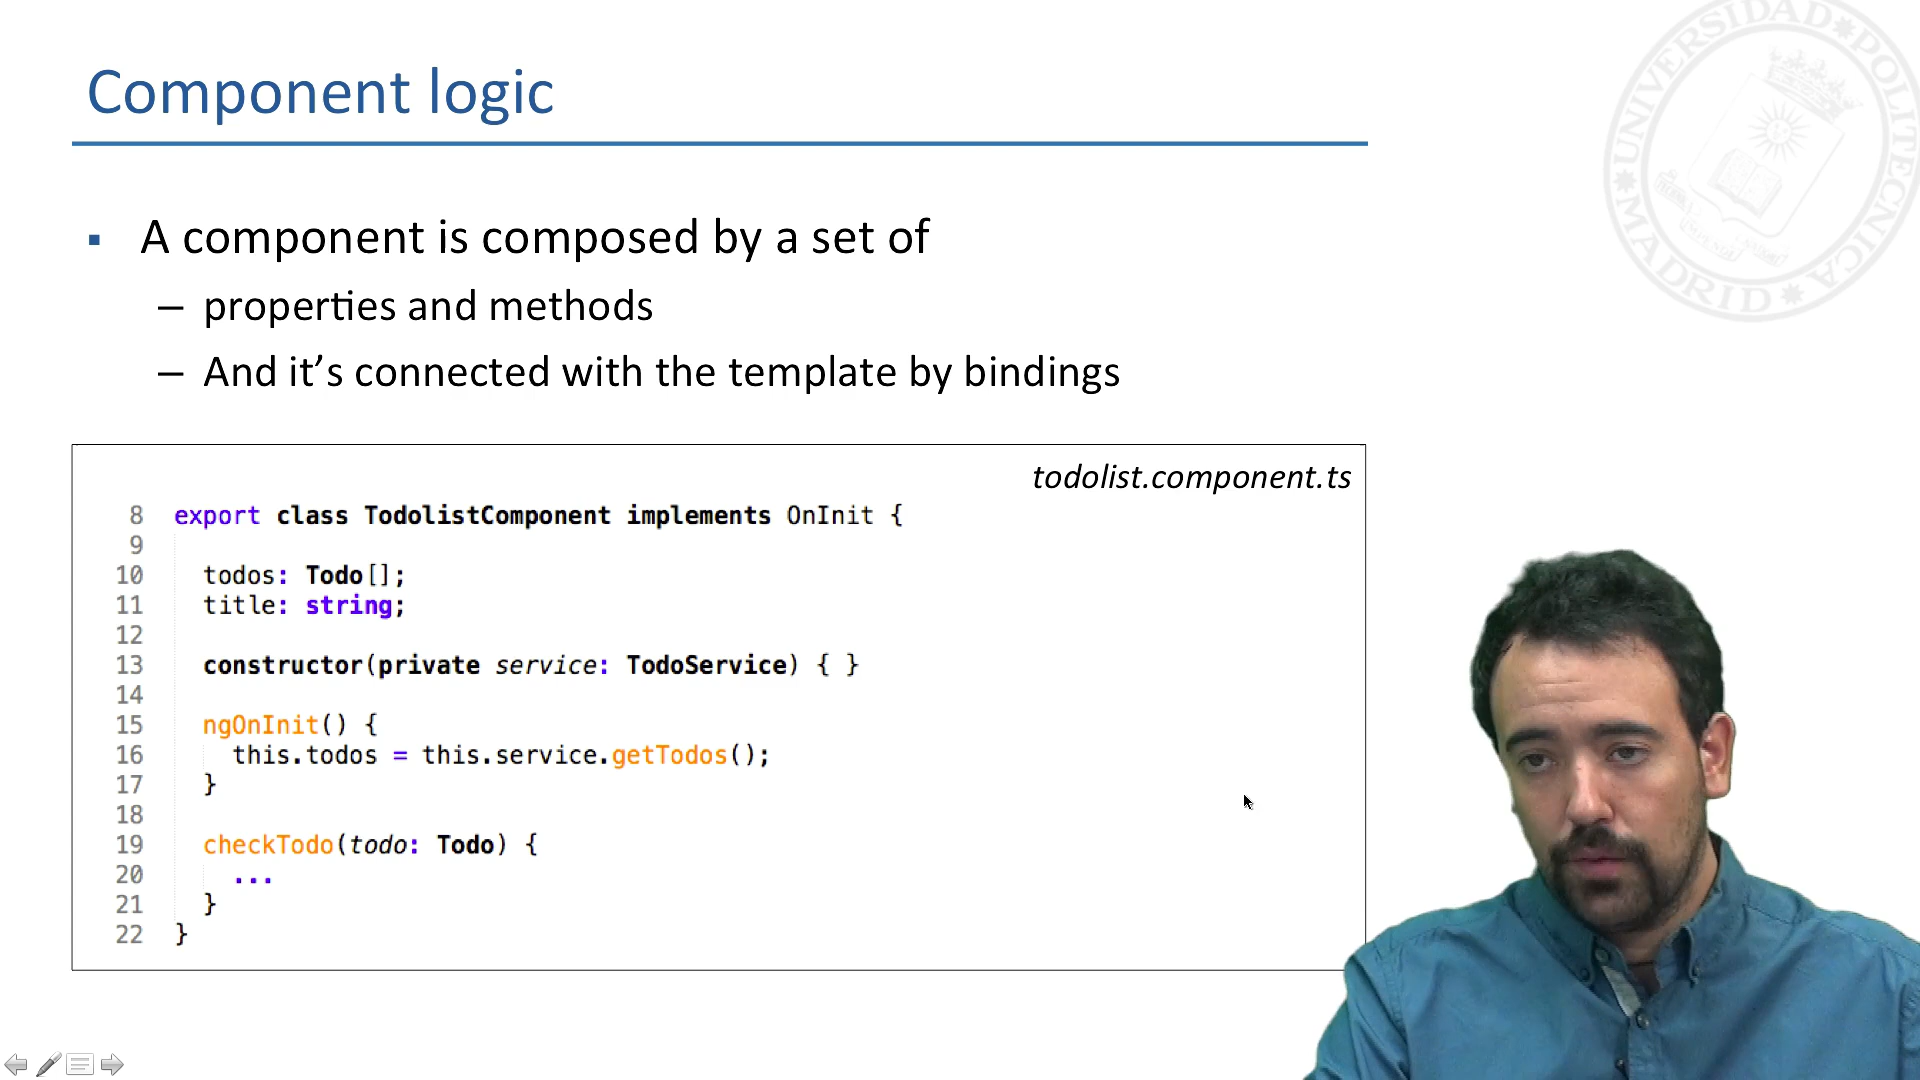 Component logic
UNIVERSIDAD POLITÉCNICA MADRID
▪ A component is composed by a set of
– properties and methods
– And it’s connected with the template by bindings
todolist.component.ts
8 export class TodolistComponent implements OnInit {
9
10 todos: Todo[];
11 title: string;
12
13 constructor(private service: TodoService) { }
14
15 ngOnInit() {
16 this.todos = this.service.getTodos();
17 }
18
19 checkTodo(todo: Todo) {
20 ...
21 }
22 }